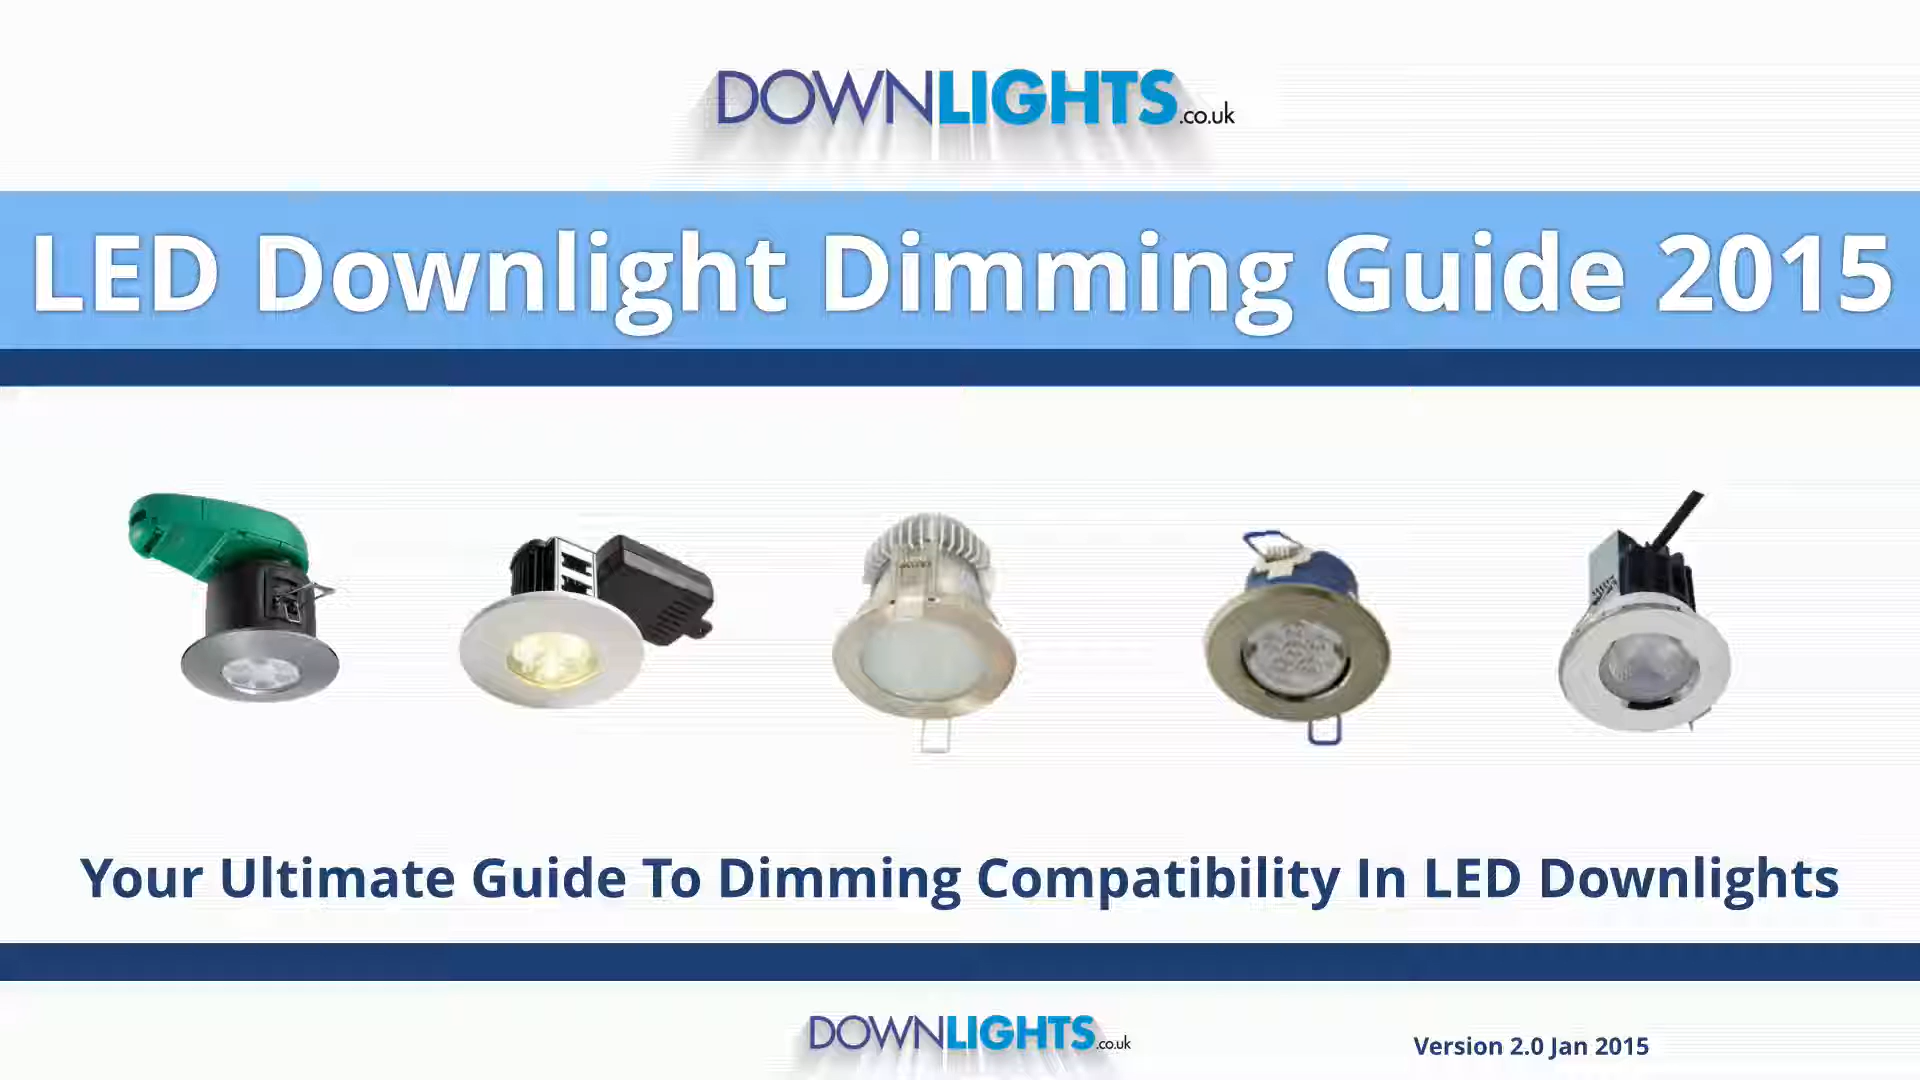 DOWNLIGHTS.co.uk
LED Downlight Dimming Guide 2015
Your Ultimate Guide To Dimming Compatibility In LED Downlights
DOWNLIGHTS.co.uk
Version 2.0 Jan 2015